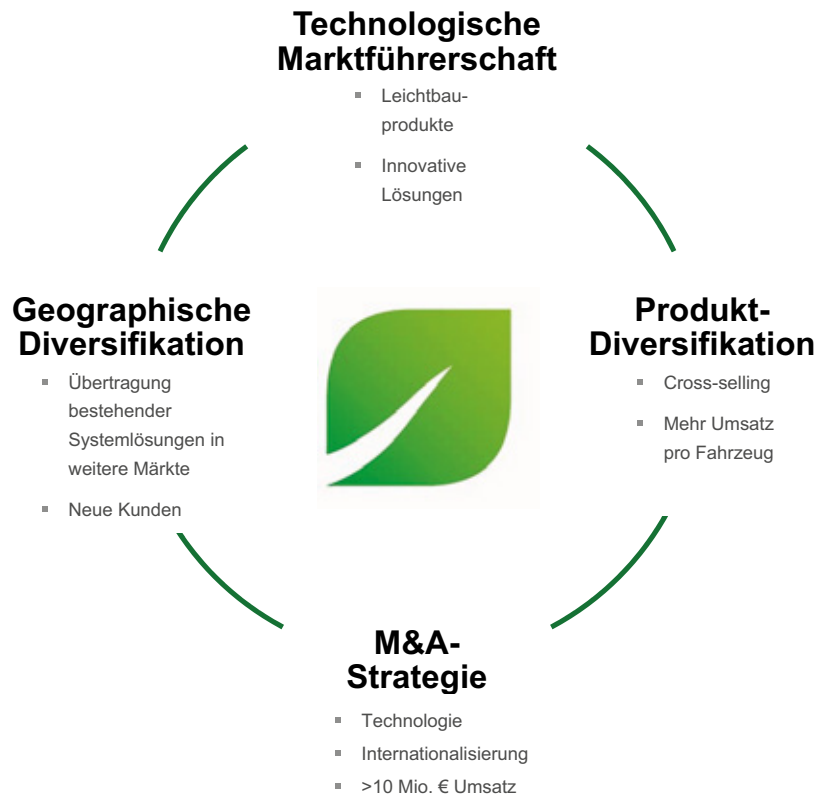 Technologische
Marktführerschaft
▪ Leichtbau-
produkte
▪ Innovative
Lösungen
Geographische
Diversifikation
▪ Übertragung
bestehender
Systemlösungen in
weitere Märkte
▪ Neue Kunden
Produkt-
Diversifikation
▪ Cross-selling
▪ Mehr Umsatz
pro Fahrzeug
M&A-
Strategie
▪ Technologie
▪ Internationalisierung
▪ >10 Mio. € Umsatz